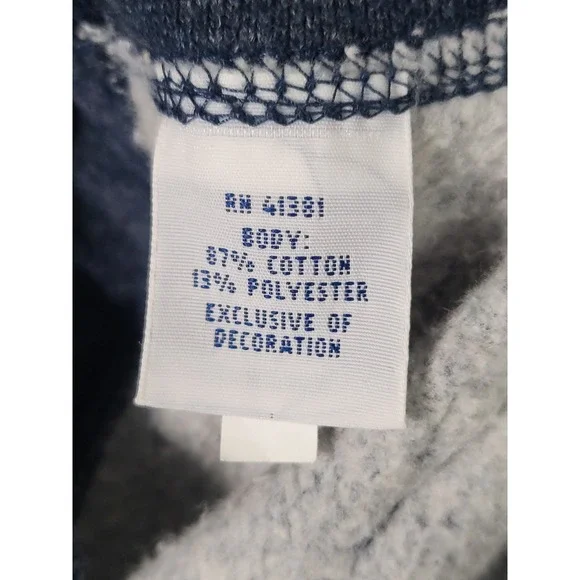 RN 41381
BODY:
87% COTTON
13% POLYESTER
EXCLUSIVE OF
DECORATION